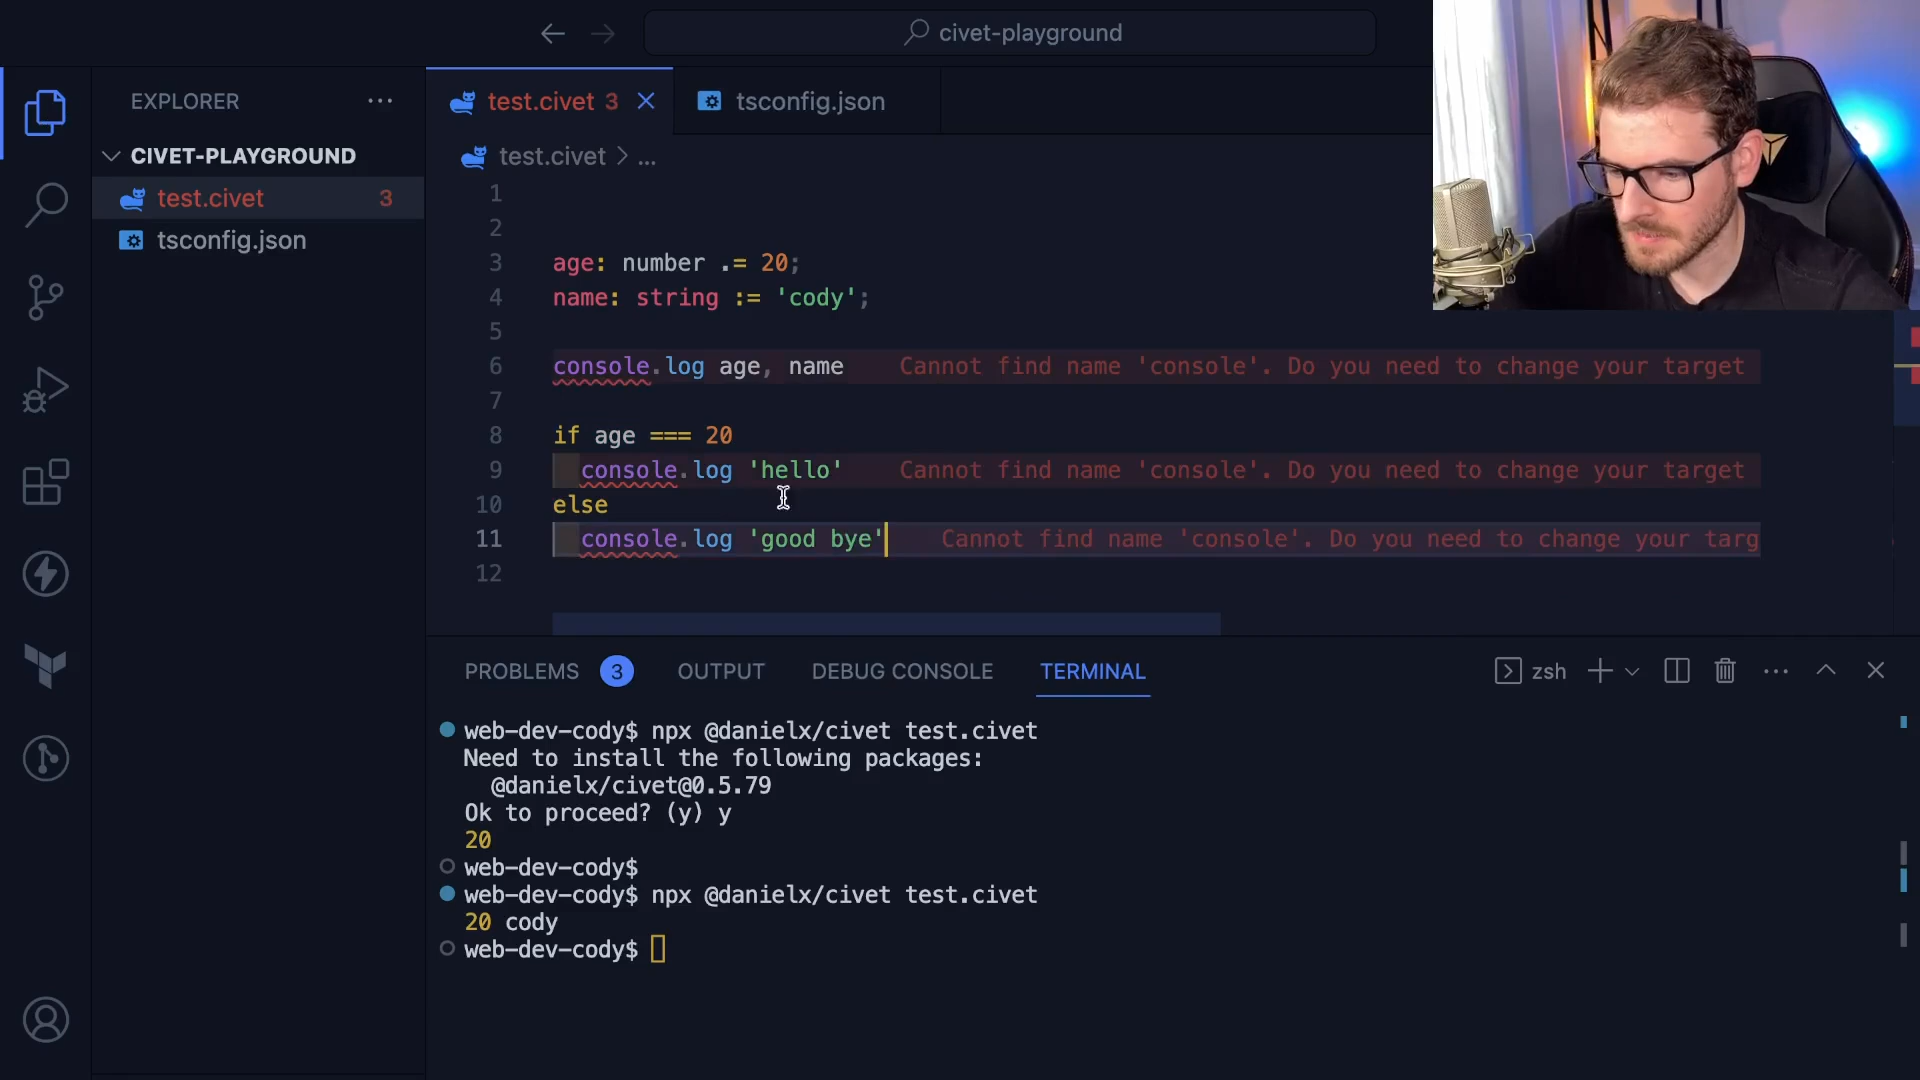 civet-playground
EXPLORER
test.civet 3
tsconfig.json
CIVET-PLAYGROUND
test.civet > ...
test.civet 3
tsconfig.json
1
2
3 age: number .= 20;
4 name: string := 'cody';
5
6 console.log age, name Cannot find name 'console'. Do you need to change your target
7
8 if age === 20
9 console.log 'hello' Cannot find name 'console'. Do you need to change your target
10 else
11 console.log 'good bye' Cannot find name 'console'. Do you need to change your targ
12
PROBLEMS 3 OUTPUT DEBUG CONSOLE TERMINAL zsh
web-dev-cody$ npx @danielx/civet test.civet
Need to install the following packages:
@danielx/civet@0.5.79
Ok to proceed? (y) y
20
web-dev-cody$
web-dev-cody$ npx @danielx/civet test.civet
20 cody
web-dev-cody$